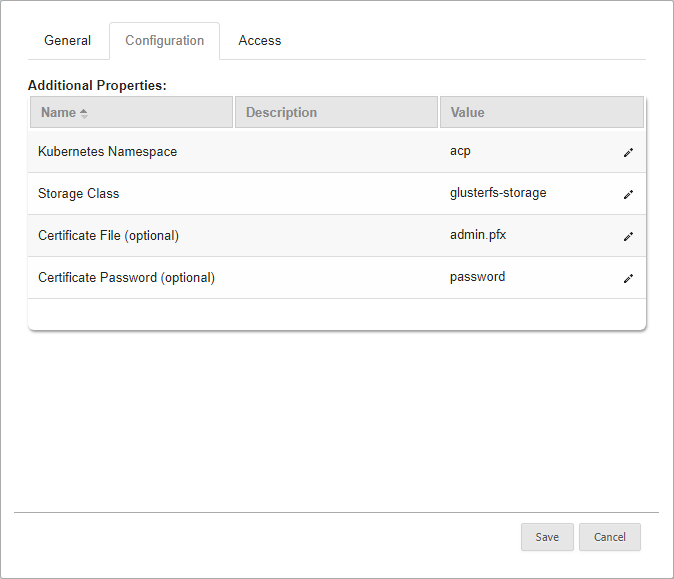 General Configuration Access
Additional Properties:
Name Description Value
Kubernetes Namespace acp
Storage Class glusterfs-storage
Certificate File (optional) admin.pfx
Certificate Password (optional) password
Save Cancel